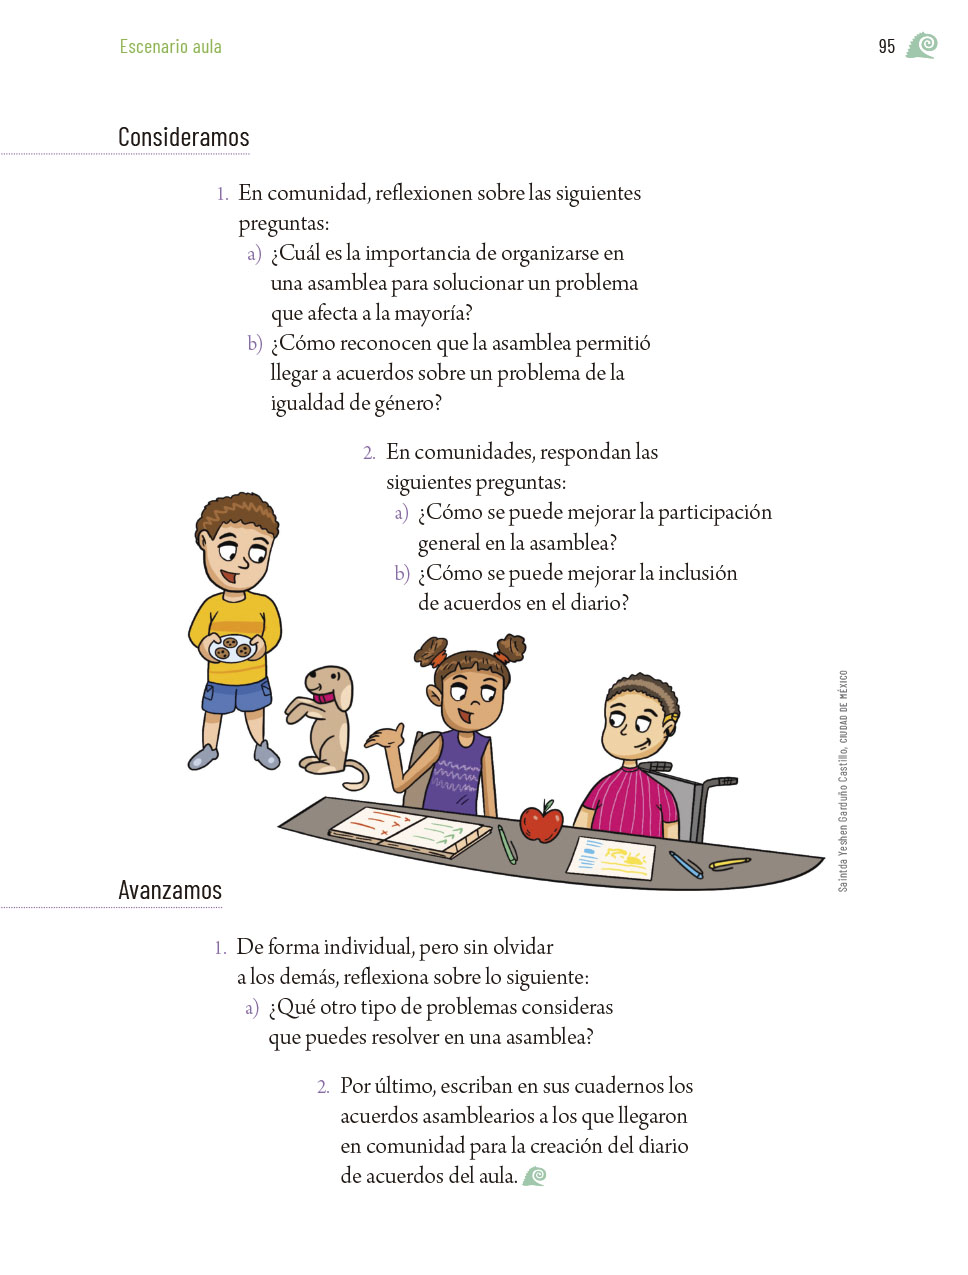 Escenario aula
95
Consideramos
1. En comunidad, reflexionen sobre las siguientes
preguntas:
a) ¿Cuál es la importancia de organizarse en
una asamblea para solucionar un problema
que afecta a la mayoría?
b) ¿Cómo reconocen que la asamblea permitió
llegar a acuerdos sobre un problema de la
igualdad de género?
2. En comunidades, respondan las
siguientes preguntas:
a) ¿Cómo se puede mejorar la participación
general en la asamblea?
b) ¿Cómo se puede mejorar la inclusión
de acuerdos en el diario?
Saintda Yeshen Garduño Castillo, CIUDAD DE MÉXICO
Avanzamos
1. De forma individual, pero sin olvidar
a los demás, reflexiona sobre lo siguiente:
a) ¿Qué otro tipo de problemas consideras
que puedes resolver en una asamblea?
2. Por último, escriban en sus cuadernos los
acuerdos asamblearios a los que llegaron
en comunidad para la creación del diario
de acuerdos del aula.